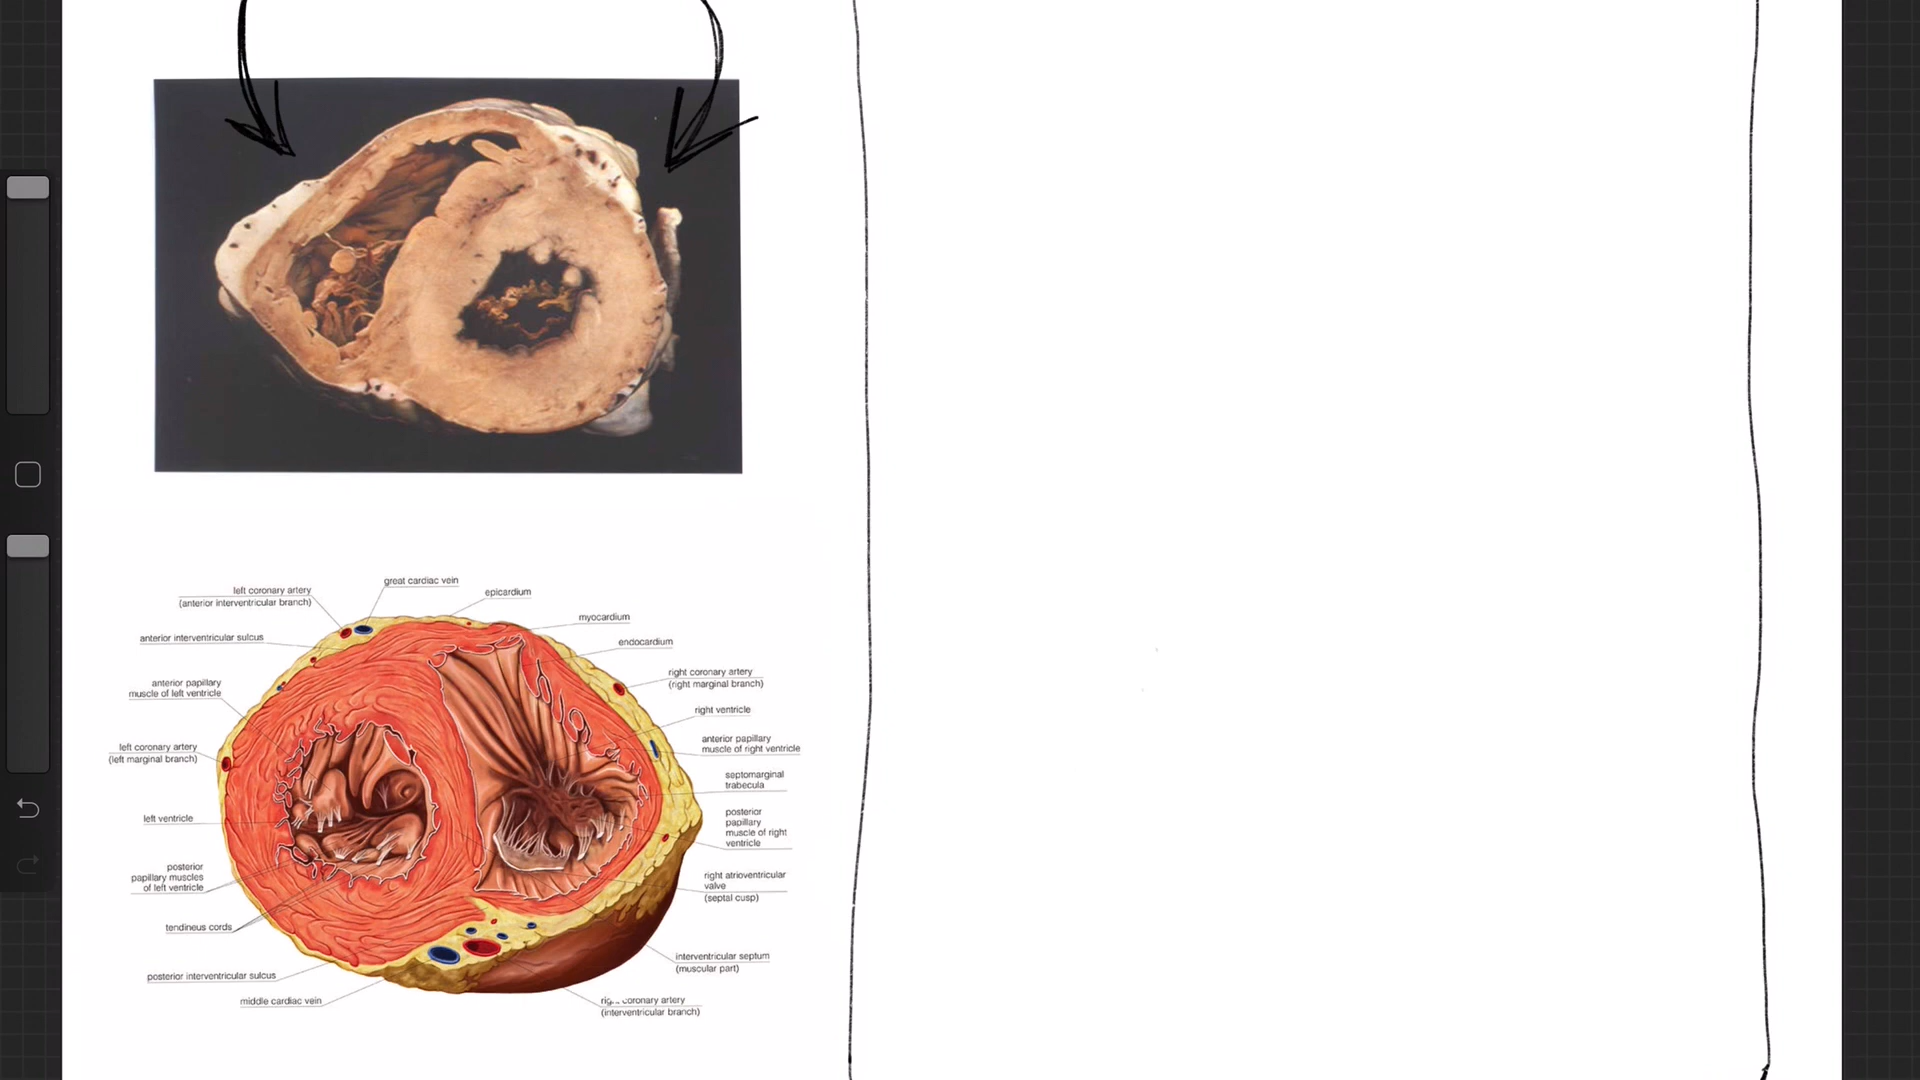 great cardiac vein
left coronary artery
(anterior interventricular branch)
epicardium
myocardium
anterior interventricular sulcus
endocardium
right coronary artery
(right marginal branch)
anterior papillary
muscle of left ventricle
right ventricle
anterior papillary
muscle of right ventricle
left coronary artery
(left marginal branch)
septomarginal
trabecula
left ventricle
posterior
papillary
muscle of right
ventricle
posterior
papillary muscles
of left ventricle
right atrioventricular
valve
(septal cusp)
tendineus cords
interventricular septum
(muscular part)
posterior interventricular sulcus
middle cardiac vein
coronary artery
(interventricular branch)